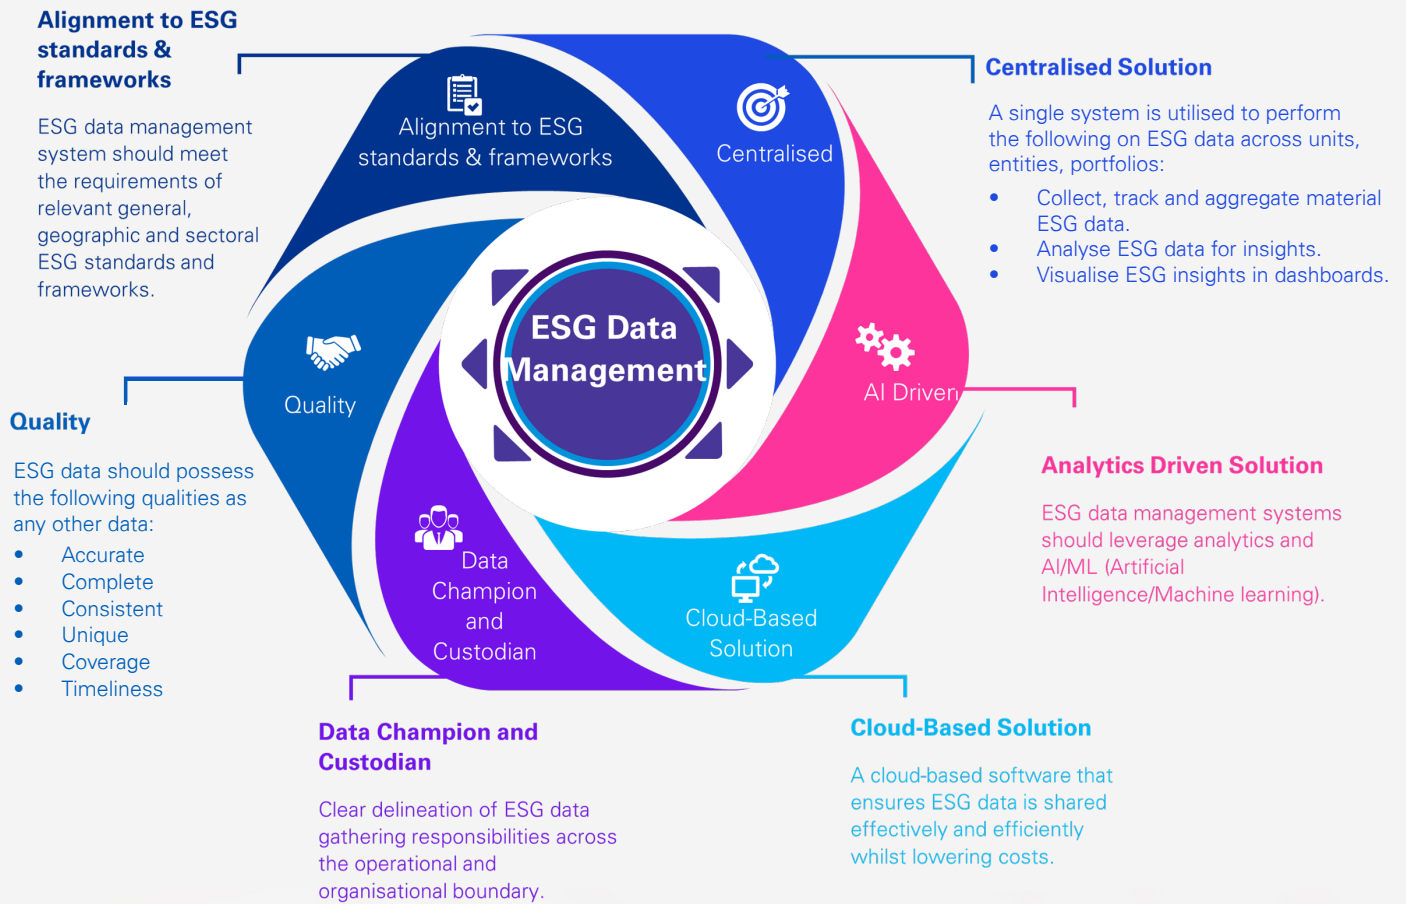 Alignment to ESG
standards &
frameworks
ESG data management
system should meet
the requirements of
relevant general,
geographic and sectoral
ESG standards and
frameworks.
Alignment to ESG
standards & frameworks
Centralised
Centralised Solution
A single system is utilised to perform
the following on ESG data across units,
entities, portfolios:
• Collect, track and aggregate material
ESG data.
• Analyse ESG data for insights.
• Visualise ESG insights in dashboards.
ESG Data
Management
Quality
AI Driven
Quality
ESG data should possess
the following qualities as
any other data:
• Accurate
• Complete
• Consistent
• Unique
• Coverage
• Timeliness
Analytics Driven Solution
ESG data management systems
should leverage analytics and
AI/ML (Artificial
Intelligence/Machine learning).
Data
Champion
and
Custodian
Cloud-Based
Solution
Data Champion and
Custodian
Clear delineation of ESG data
gathering responsibilities across
the operational and
organisational boundary.
Cloud-Based Solution
A cloud-based software that
ensures ESG data is shared
effectively and efficiently
whilst lowering costs.